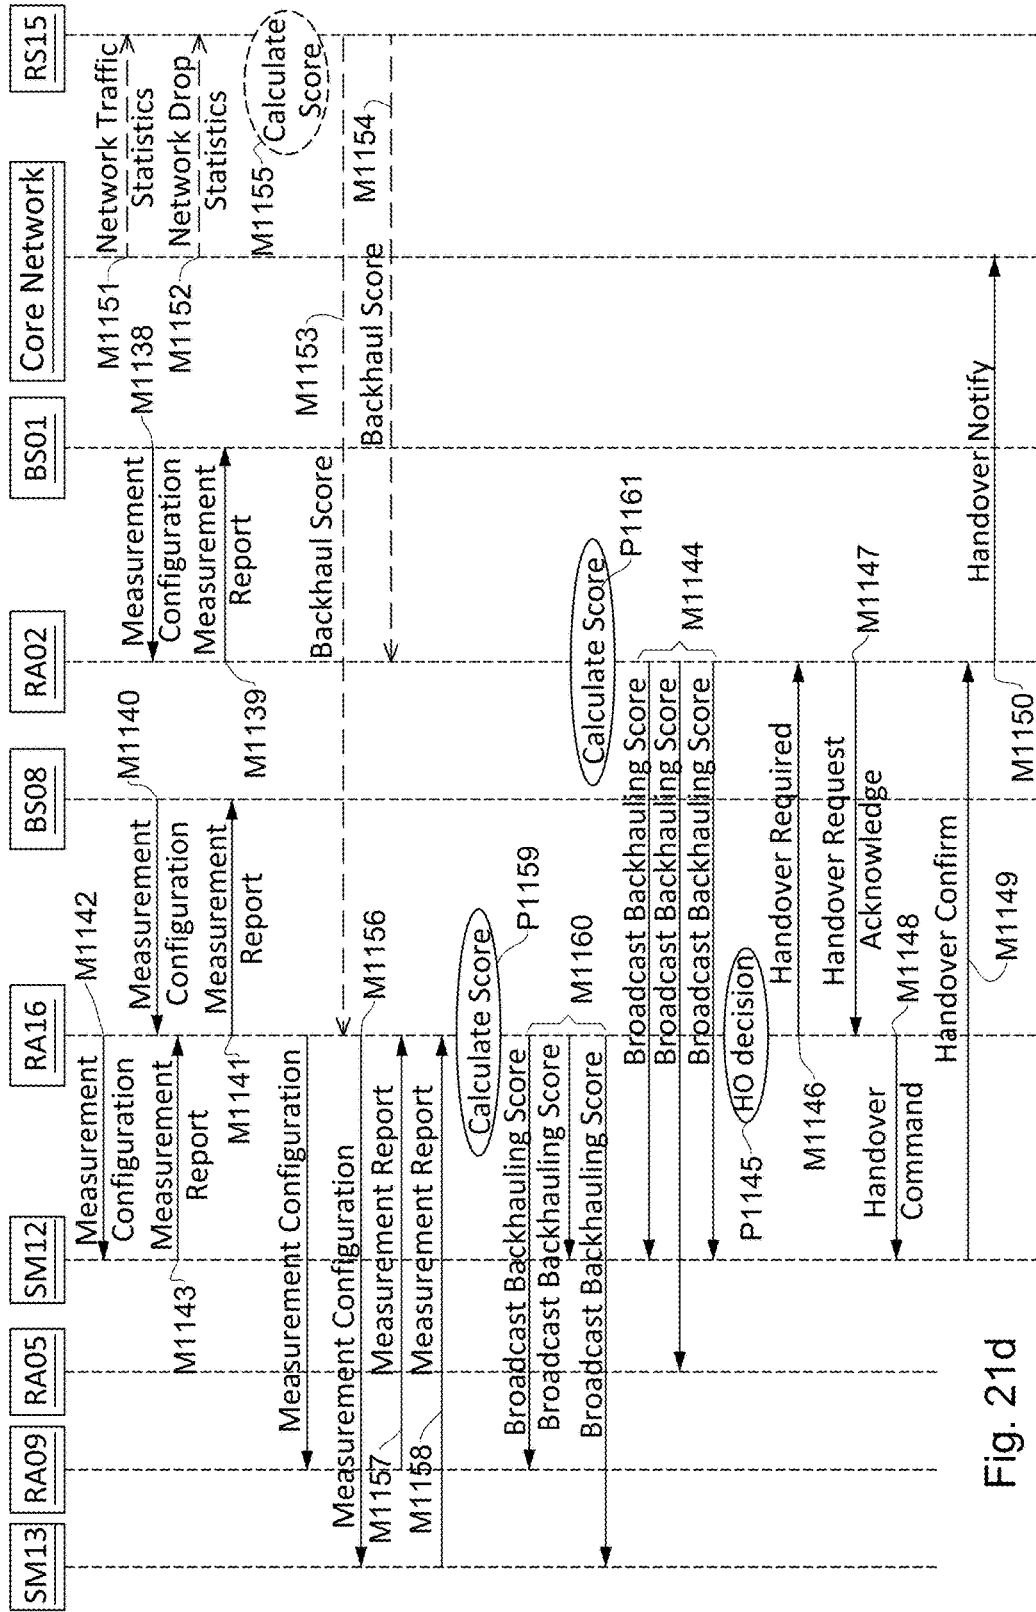 SM13
RA09
RA05
SM12
RA16
BS08
RA02
BS01
Core Network
RS15
M1142
Measurement
Configuration
Measurement
Report
M1143
M1140
Measurement
Configuration
Measurement
Report
M1141
M1138
Measurement
Configuration
Measurement
Report
M1139
M1151
Network Traffic
Statistics
M1152
Network Drop
Statistics
M1155
Calculate
Score
Measurement Configuration
Backhaul Score
M1153
Measurement Configuration
M1156
Backhaul Score
M1154
M1157
Measurement Report
M1158
Measurement Report
Calculate Score
P1159
Broadcast Backhauling Score
Broadcast Backhauling Score
Broadcast Backhauling Score
M1160
Calculate Score
P1161
Broadcast Backhauling Score
Broadcast Backhauling Score
Broadcast Backhauling Score
M1144
P1145
HO decision
Handover Required
M1146
Handover Request
Acknowledge
M1147
Handover
Command
M1148
Handover Confirm
M1149
Handover Notify
M1150
Fig. 21d